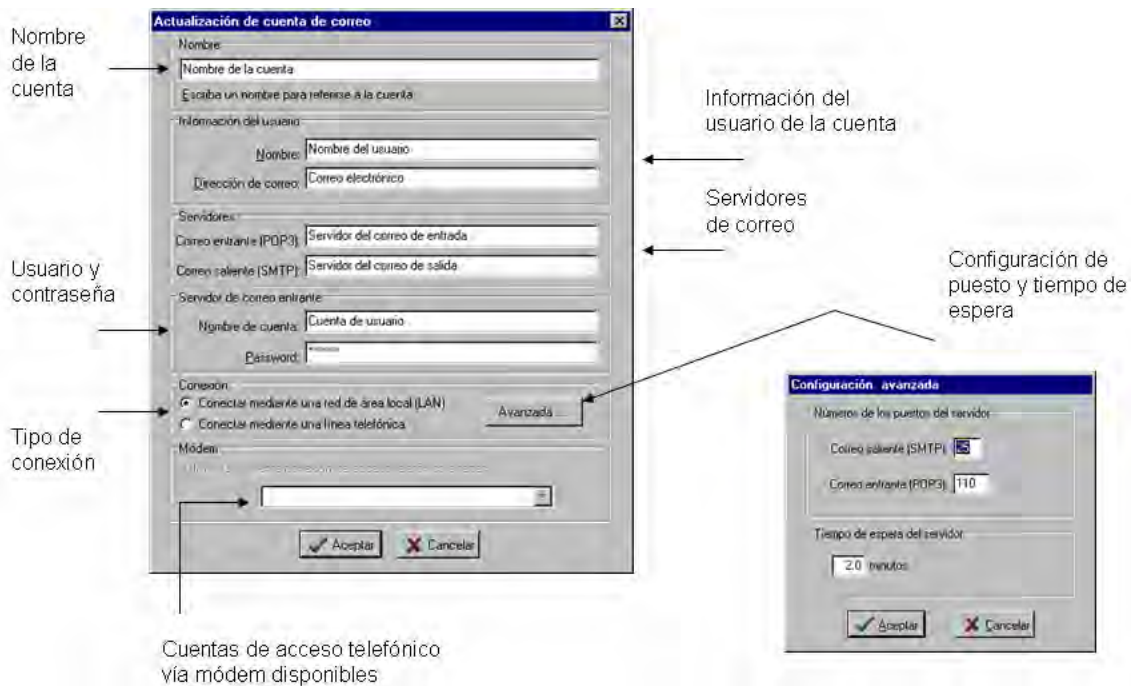 Nombre
de la
cuenta
Usuario y
contraseña
Tipo de
conexión
Actualización de cuenta de correo
Nombre
Nombre de la cuenta
Escriba un nombre para referirse a la cuenta
Información del usuario
Nombre: Nombre del usuario
Dirección de correo: Correo electrónico
Servidores
Correo entrante (POP3): Servidor del correo de entrada
Correo saliente (SMTP): Servidor del correo de salida
Servidor de correo entrante
Nombre de cuenta: Cuenta de usuario
Password:
Conexión
Conectar mediante una red de área local (LAN)
Conectar mediante una línea telefónica
Avanzada ...
Módem
Aceptar Cancelar
Cuentas de acceso telefónico
vía módem disponibles
Información del
usuario de la cuenta
Servidores
de correo
Configuración de
puesto y tiempo de
espera
Configuración avanzada
Números de los puestos del servidor
Correo saliente (SMTP): 25
Correo entrante (POP3): 110
Tiempo de espera del servidor
2.0 minutos
Aceptar Cancelar